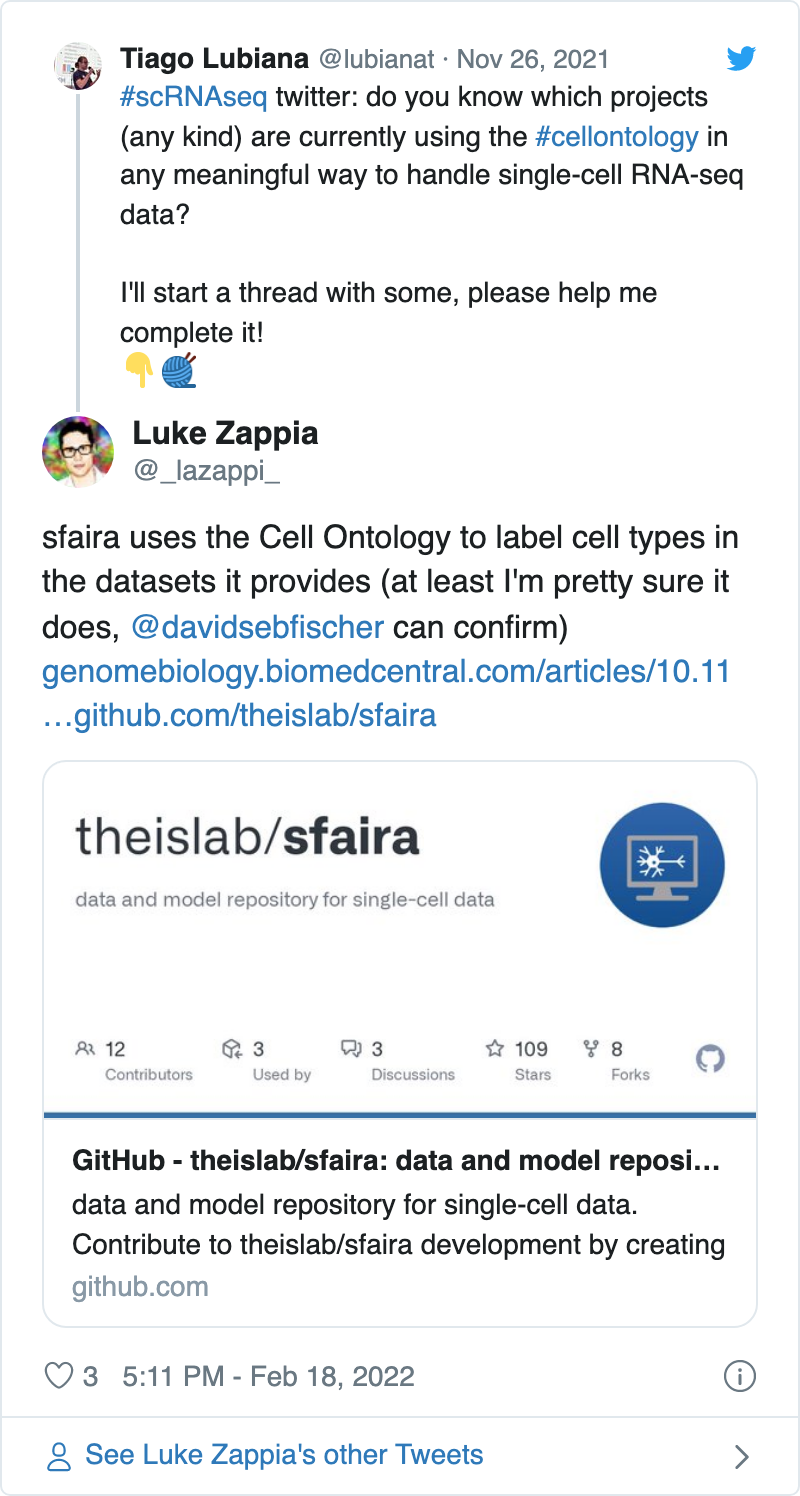 Tiago Lubiana @lubianat · Nov 26, 2021
#scRNAseq twitter: do you know which projects
(any kind) are currently using the #cellontology in
any meaningful way to handle single-cell RNA-seq
data?
I'll start a thread with some, please help me
complete it!
👇🧶
Luke Zappia
@_lazappi_
sfaira uses the Cell Ontology to label cell types in
the datasets it provides (at least I'm pretty sure it
does, @davidsebfischer can confirm)
genomebiology.biomedcentral.com/articles/10.11
…github.com/theislab/sfaira
theislab/sfaira
data and model repository for single-cell data
12 3 3 109 8
Contributors Used by Discussions Stars Forks
GitHub - theislab/sfaira: data and model reposi...
data and model repository for single-cell data.
Contribute to theislab/sfaira development by creating
github.com
3 5:11 PM - Feb 18, 2022
See Luke Zappia's other Tweets